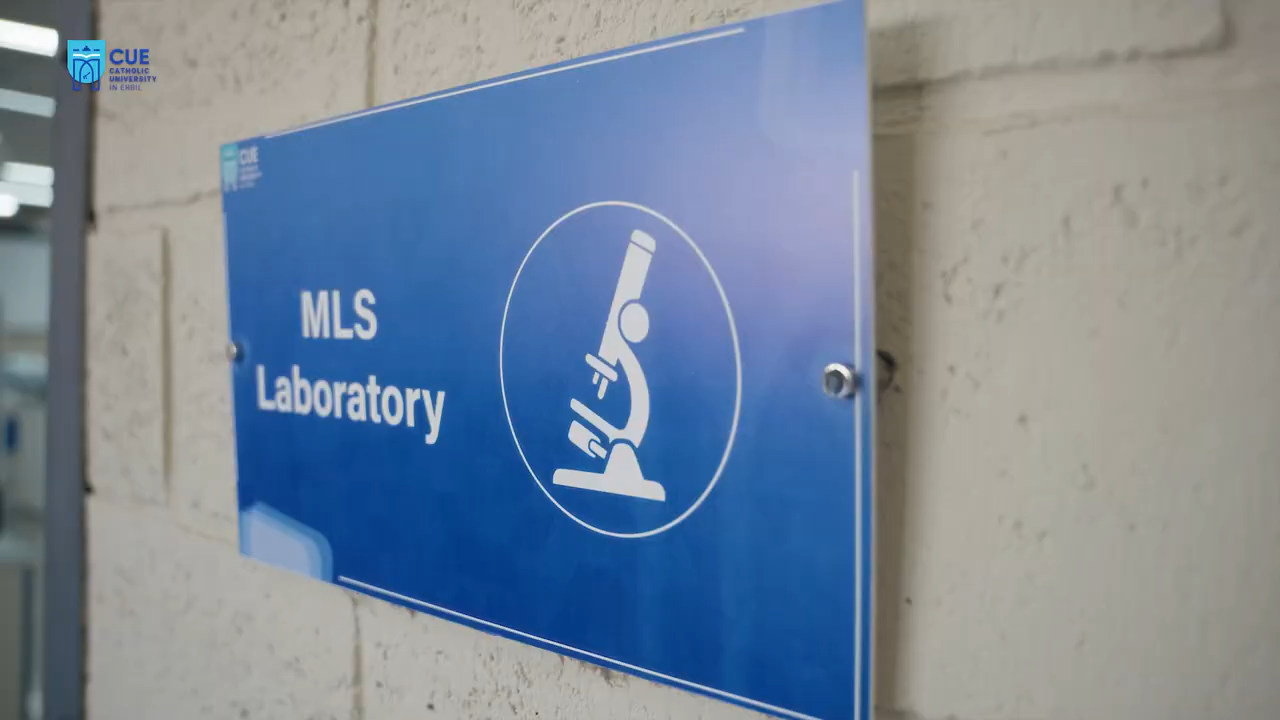 CUE
CATHOLIC
UNIVERSITY
IN ERBIL
CUE
MLS
Laboratory